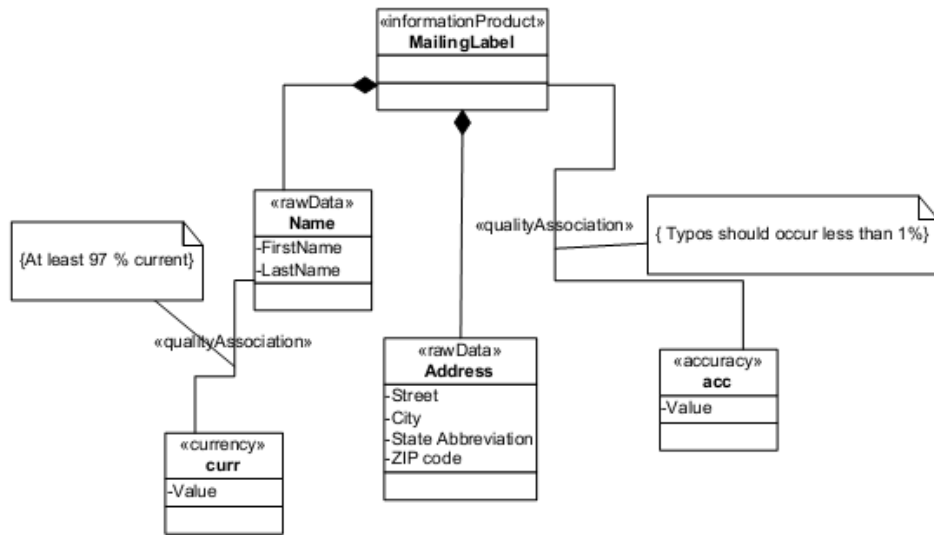 «informationProduct»
MailingLabel
«rawData»
Name
-FirstName
-LastName
«qualityAssociation»
{ Typos should occur less than 1%}
{At least 97 % current}
«qualityAssociation»
«rawData»
Address
-Street
-City
-State Abbreviation
-ZIP code
«accuracy»
acc
-Value
«currency»
curr
-Value